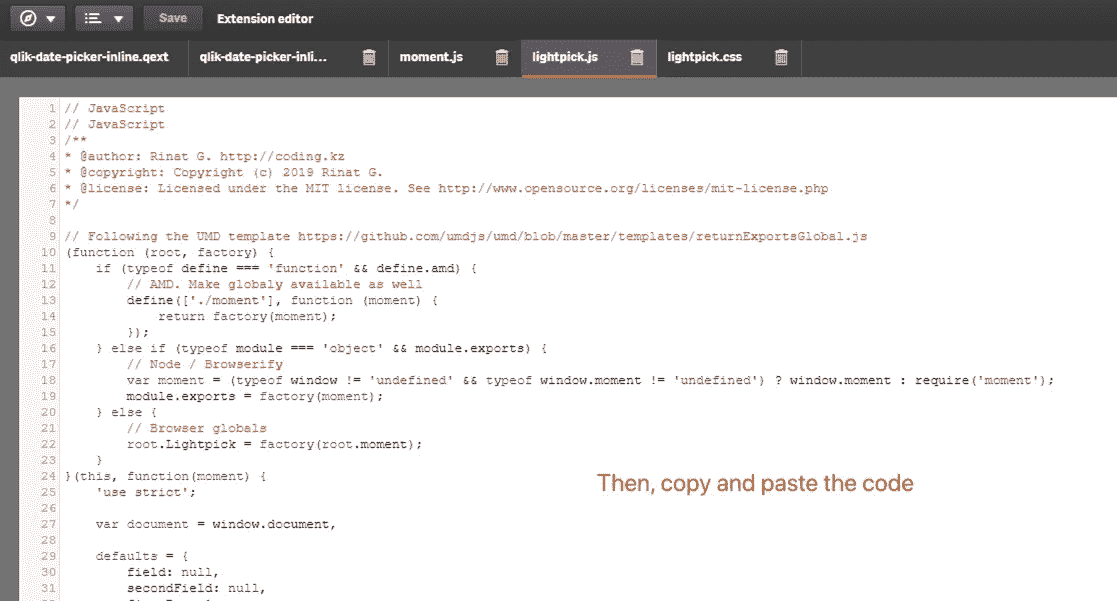 Save Extension editor
qlik-date-picker-inline.qext qlik-date-picker-inli... moment.js lightpick.js lightpick.css
1 // JavaScript
2 // JavaScript
3 /**
4 * @author: Rinat G. http://coding.kz
5 * @copyright: Copyright (c) 2019 Rinat G.
6 * @license: Licensed under the MIT license. See http://www.opensource.org/licenses/mit-license.php
7 */
8
9 // Following the UMD template https://github.com/umdjs/umd/blob/master/templates/returnExportsGlobal.js
10 (function (root, factory) {
11     if (typeof define === 'function' && define.amd) {
12         // AMD. Make globaly available as well
13         define(['./moment'], function (moment) {
14             return factory(moment);
15         });
16     } else if (typeof module === 'object' && module.exports) {
17         // Node / Browserify
18         var moment = (typeof window != 'undefined' && typeof window.moment != 'undefined') ? window.moment : require('moment');
19         module.exports = factory(moment);
20     } else {
21         // Browser globals
22         root.Lightpick = factory(root.moment);
23     }
24 }(this, function(moment) {
25     'use strict';
26
27     var document = window.document,
28
29     defaults = {
30         field: null,
31         secondField: null,
Then, copy and paste the code